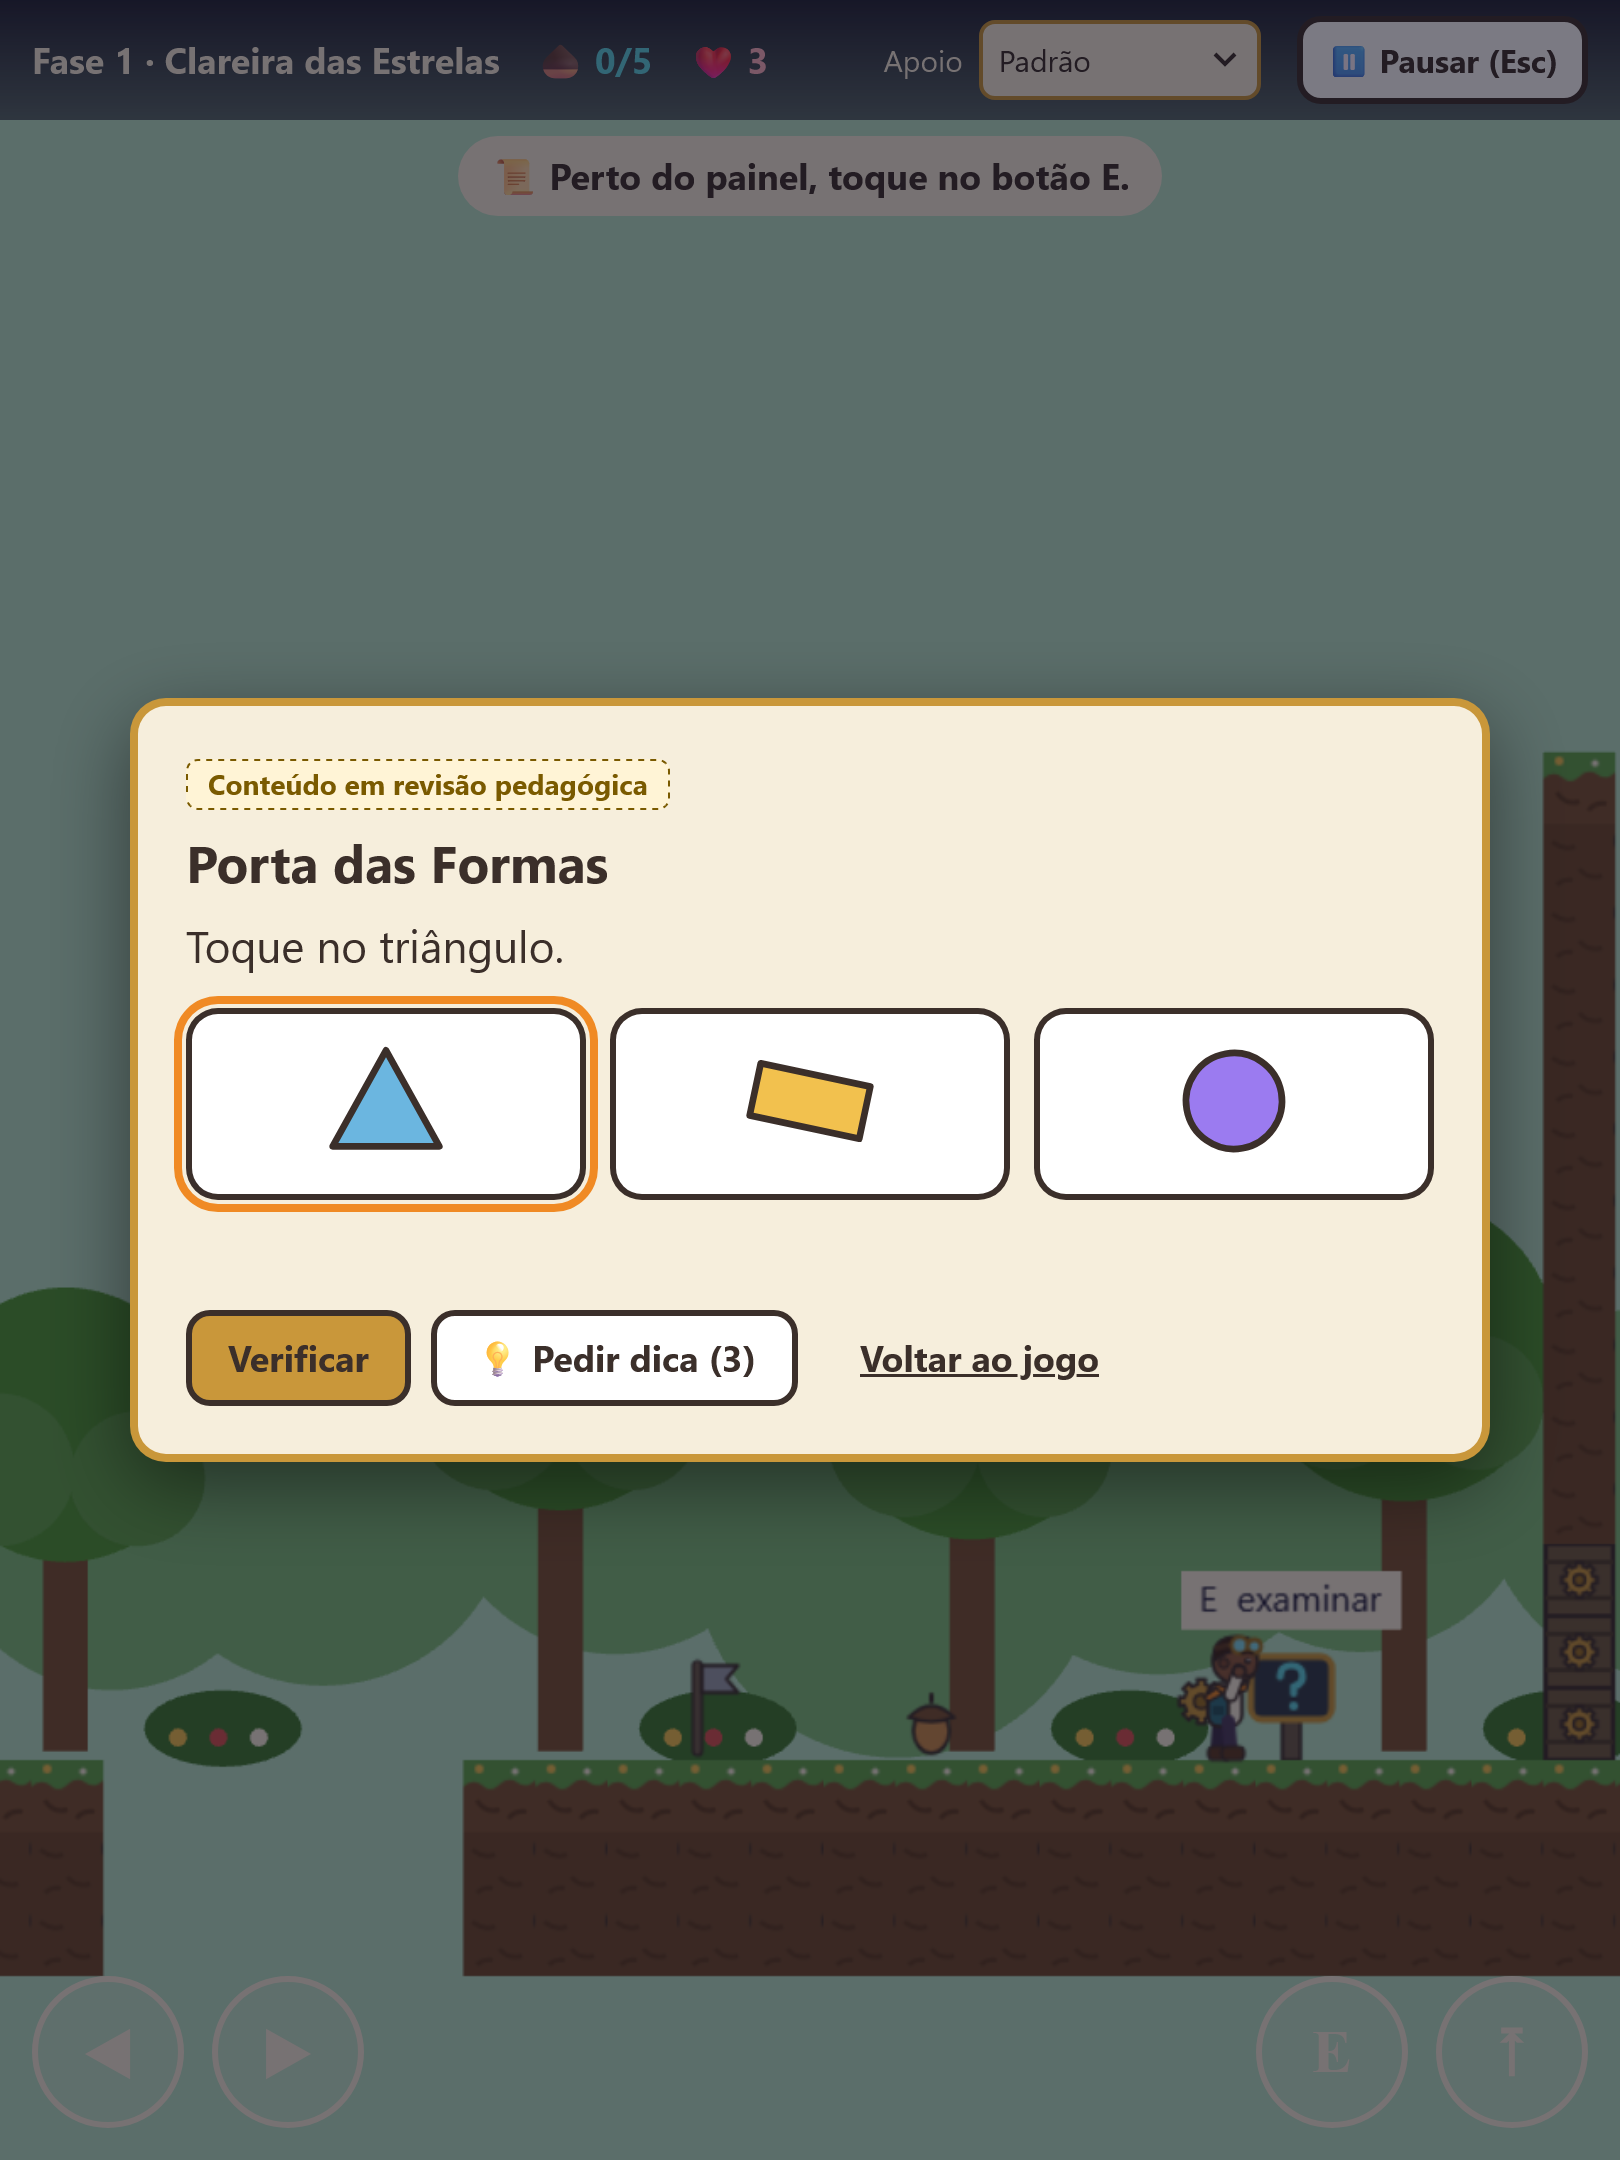 Fase 1 · Clareira das Estrelas 0/5 3 Apoio Padrão Pausar (Esc)
Perto do painel, toque no botão E.
Conteúdo em revisão pedagógica
Porta das Formas
Toque no triângulo.
Verificar Pedir dica (3) Voltar ao jogo
E examinar
?
E